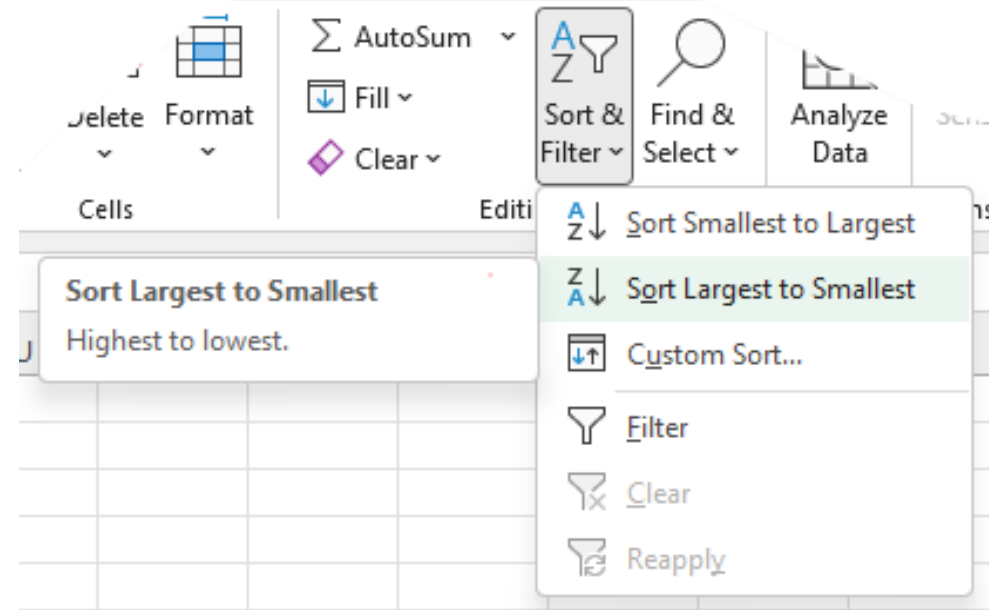 AutoSum
Fill
Clear
Format
Sort &
Filter
Find &
Select
Analyze
Data
Cells
Sort Smallest to Largest
Sort Largest to Smallest
Custom Sort...
Filter
Clear
Reapply
Sort Largest to Smallest
Highest to lowest.